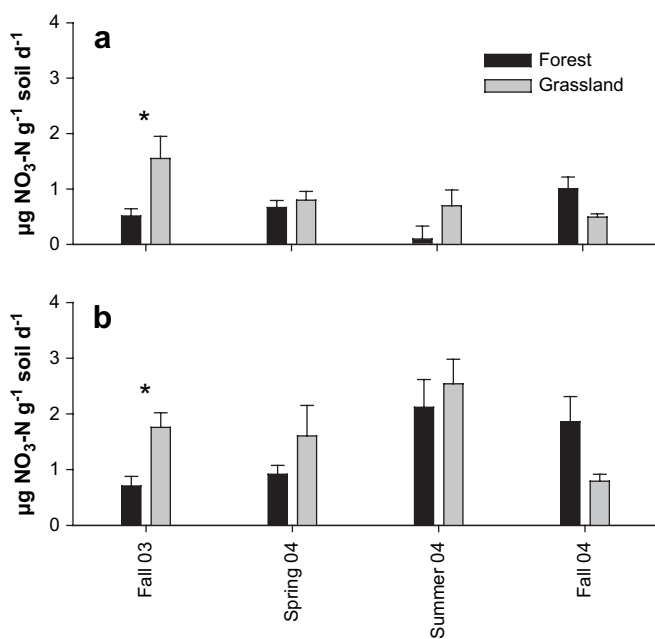 a
4
3
2
1
0
µg NO₃-N g⁻¹ soil d⁻¹
Forest
Grassland
*
b
4
3
2
1
0
µg NO₃-N g⁻¹ soil d⁻¹
*
Fall 03
Spring 04
Summer 04
Fall 04